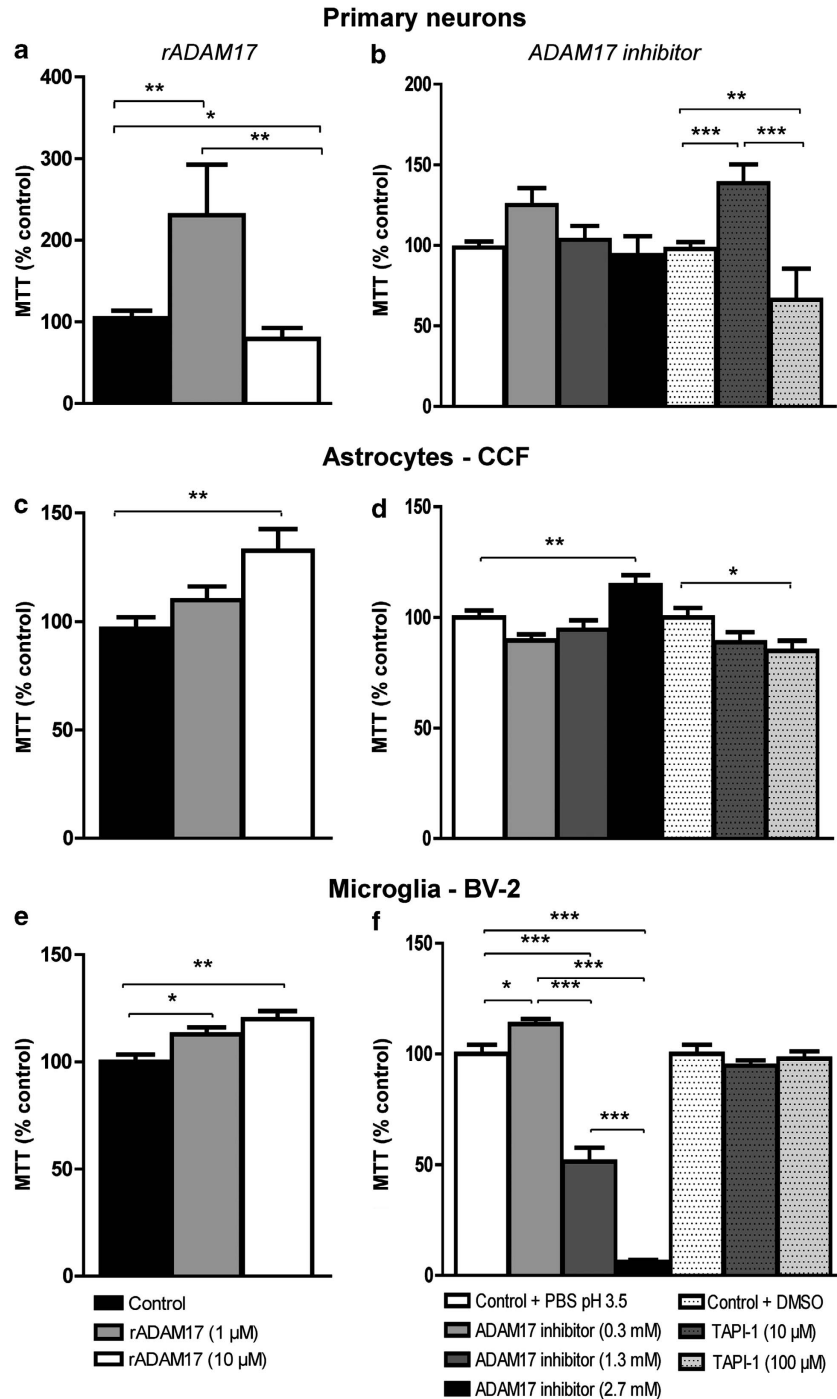 Primary neurons
a rADAM17
b ADAM17 inhibitor
MTT (% control)
400
300
200
100
0
** 
*
**
MTT (% control)
200
150
100
50
0
**
*** ***
Astrocytes - CCF
c
MTT (% control)
150
100
50
0
**
d
MTT (% control)
150
100
50
0
**
*
Microglia - BV-2
e
MTT (% control)
150
100
50
0
**
*
f
MTT (% control)
150
100
50
0
***
***
***
* ***
***
Control
rADAM17 (1 µM)
rADAM17 (10 µM)
Control + PBS pH 3.5
ADAM17 inhibitor (0.3 mM)
ADAM17 inhibitor (1.3 mM)
ADAM17 inhibitor (2.7 mM)
Control + DMSO
TAPI-1 (10 µM)
TAPI-1 (100 µM)